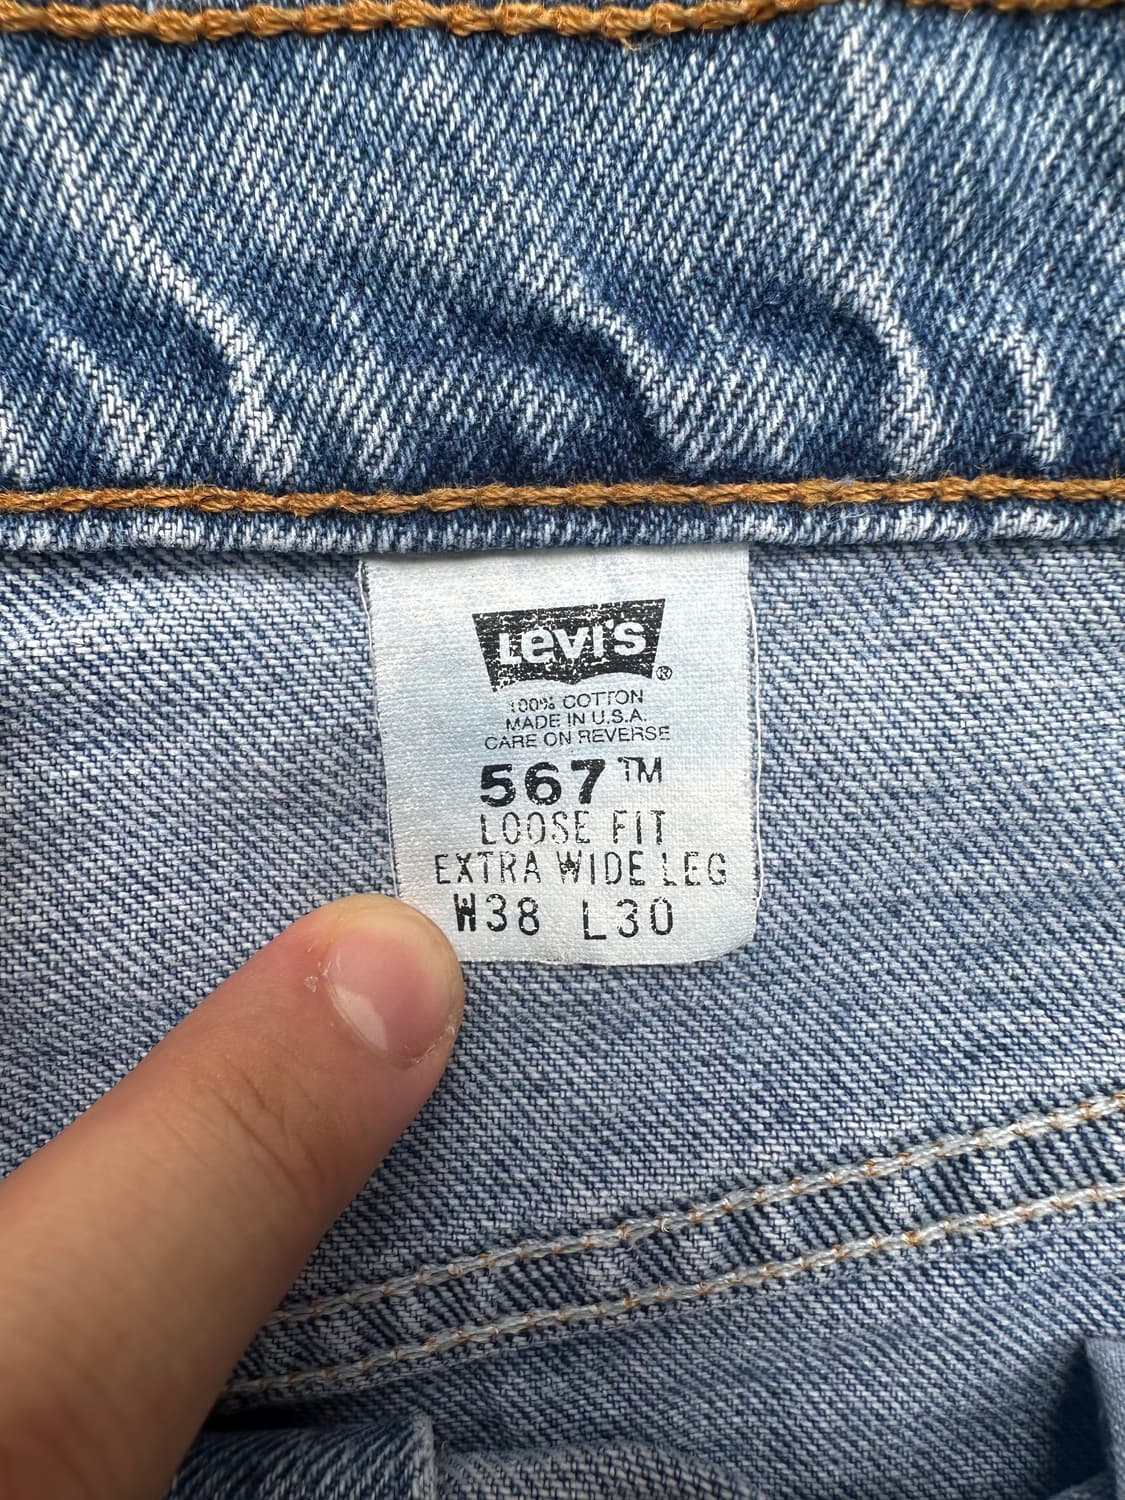 Levi's®
100% COTTON
MADE IN U.S.A.
CARE ON REVERSE
567™
LOOSE FIT
EXTRA WIDE LEG
W38 L30